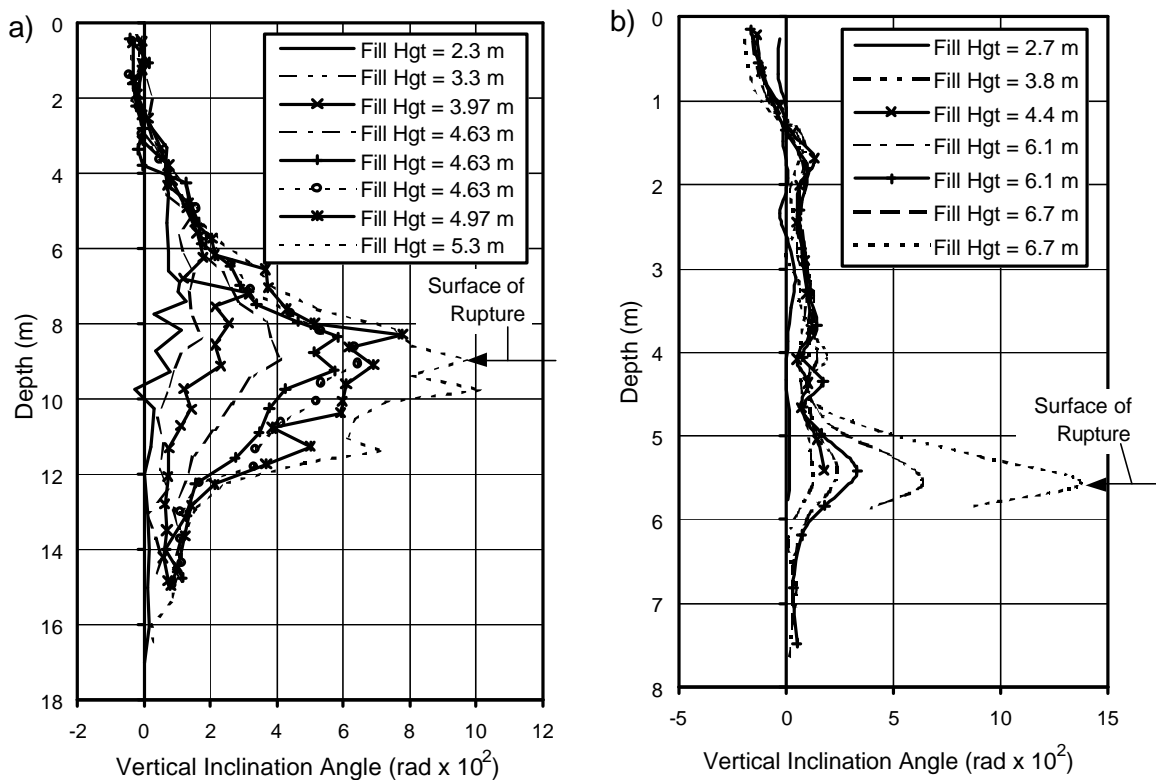 a)
Fill Hgt = 2.3 m
Fill Hgt = 3.3 m
Fill Hgt = 3.97 m
Fill Hgt = 4.63 m
Fill Hgt = 4.63 m
Fill Hgt = 4.63 m
Fill Hgt = 4.97 m
Fill Hgt = 5.3 m
Surface of
Rupture
Depth (m)
0
2
4
6
8
10
12
14
16
18
-2
0
2
4
6
8
10
12
Vertical Inclination Angle (rad x 10²)
b)
Fill Hgt = 2.7 m
Fill Hgt = 3.8 m
Fill Hgt = 4.4 m
Fill Hgt = 6.1 m
Fill Hgt = 6.1 m
Fill Hgt = 6.7 m
Fill Hgt = 6.7 m
Surface of
Rupture
Depth (m)
0
1
2
3
4
5
6
7
8
-5
0
5
10
15
Vertical Inclination Angle (rad x 10²)